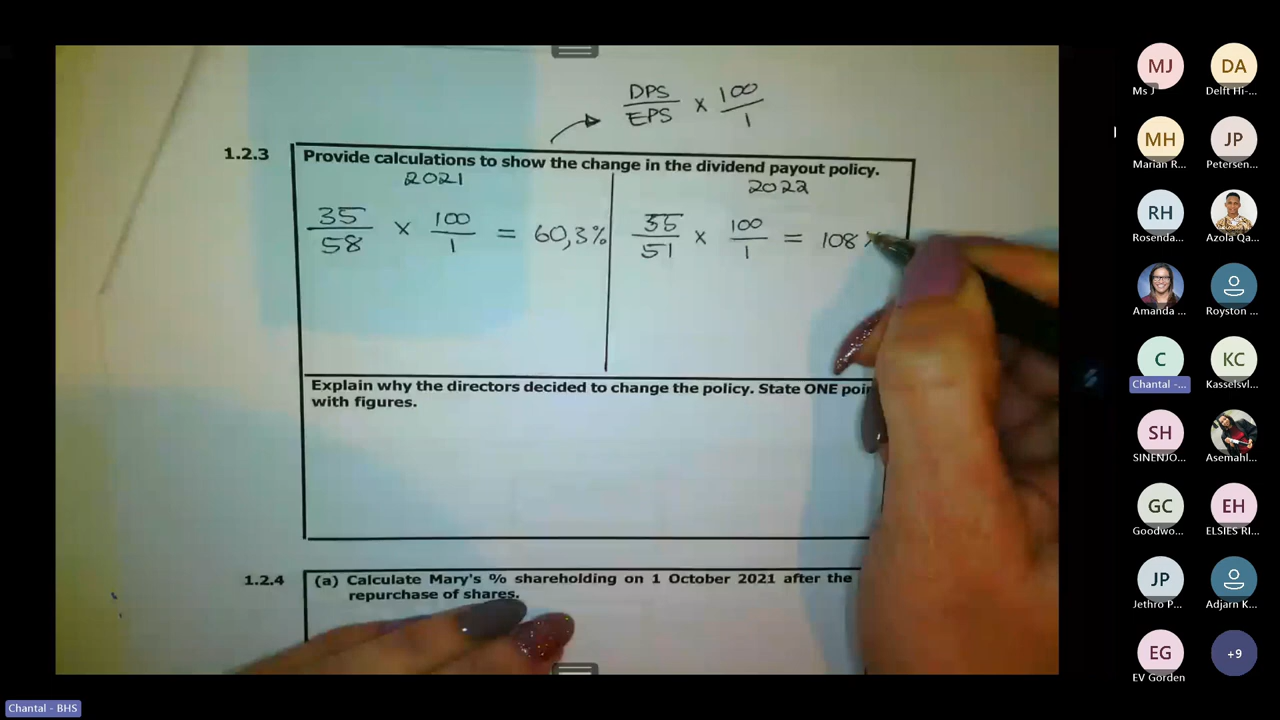 DPS/EPS × 100/1
1.2.3 Provide calculations to show the change in the dividend payout policy.
2021
2022
35/58 × 100/1 = 60,3%
55/51 × 100/1 = 108
Explain why the directors decided to change the policy. State ONE
with figures.
1.2.4 (a) Calculate Mary's % shareholding on 1 October 2021 after the
repurchase of shares.
MJ
Ms J
DA
Delft Hi-...
MH
Marian R...
JP
Petersen...
RH
Rosenda...
Azola Qa...
Amanda ...
Royston ...
C
Chantal -...
KC
Kasselsvl...
SH
SINENJO...
Asemahl...
GC
Goodwo...
EH
ELSIES RI...
JP
Jethro P...
Adjarn K...
EG
EV Gorden
+9
Chantal - BHS